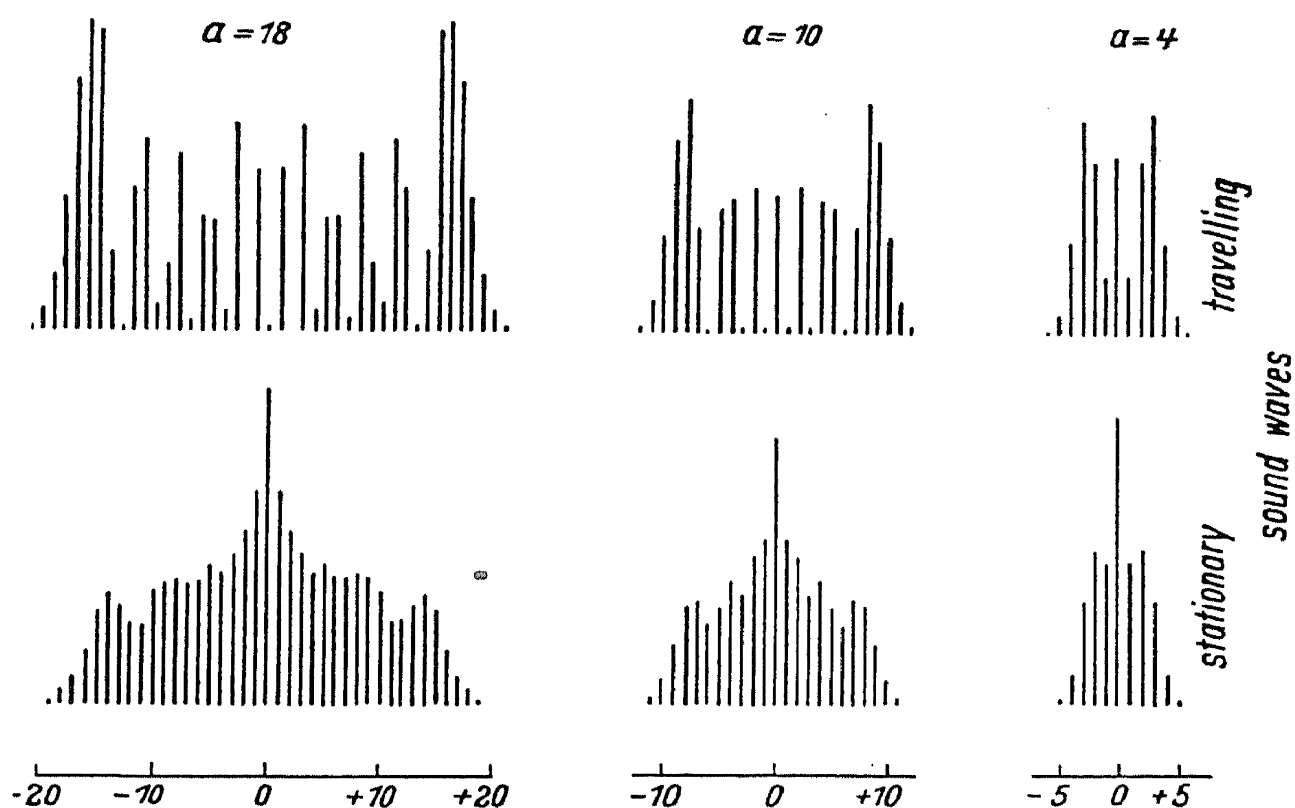 a = 18
a = 10
a = 4
travelling
stationary
sound waves
-20 -10 0 +10 +20
-10 0 +10
-5 0 +5